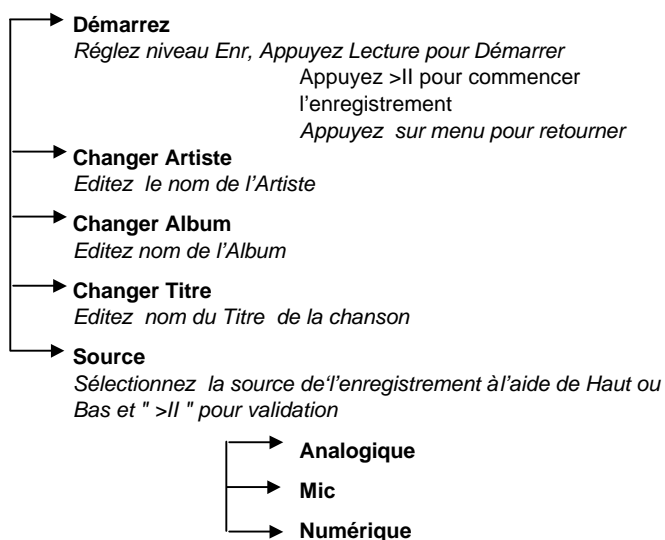 Démarrez
Réglez niveau Enr, Appuyez Lecture pour Démarrer
Appuyez >II pour commencer
l'enregistrement
Appuyez sur menu pour retourner
Changer Artiste
Editez le nom de l'Artiste
Changer Album
Editez nom de l'Album
Changer Titre
Editez nom du Titre de la chanson
Source
Sélectionnez la source de'l'enregistrement àl'aide de Haut ou
Bas et " >II " pour validation
Analogique
Mic
Numérique